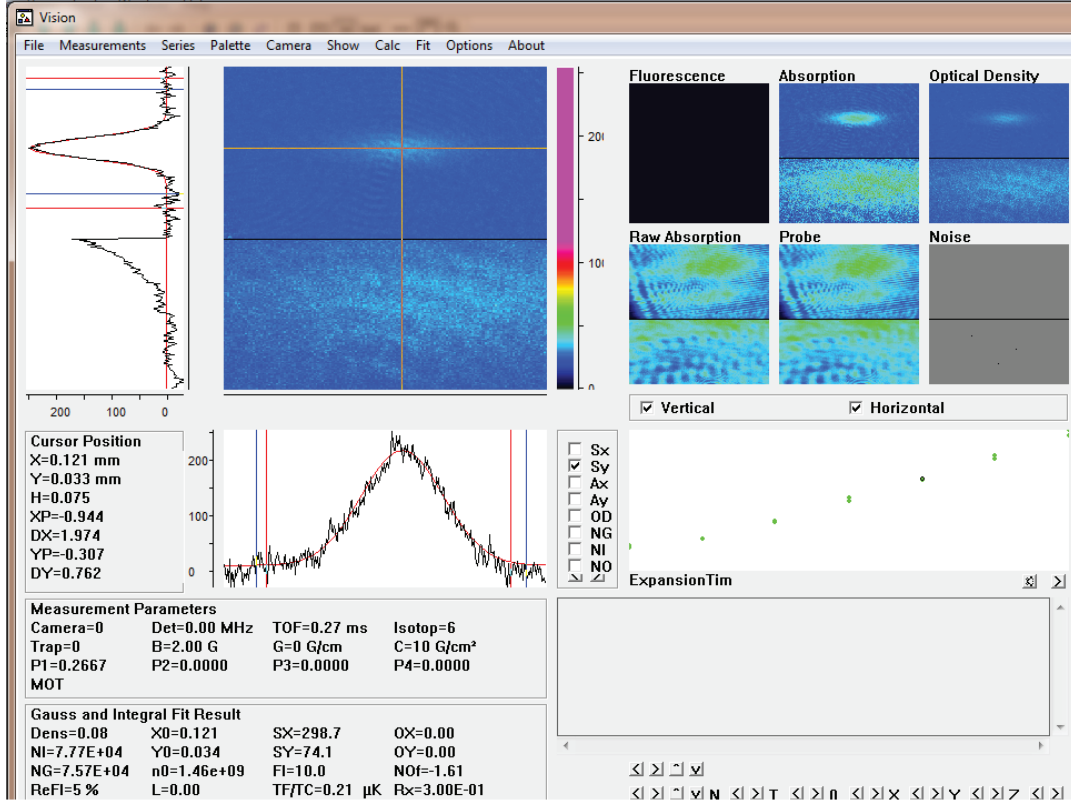 Vision
File Measurements Series Palette Camera Show Calc Fit Options About
Fluorescence Absorption Optical Density
Raw Absorption Probe Noise
200 100 0
Vertical Horizontal
Cursor Position
X=0.121 mm
Y=0.033 mm
H=0.075
XP=-0.944
DX=1.974
YP=-0.307
DY=0.762
200
100
0
Sx
Sy
Ax
Ay
OD
NG
NI
NO
ExpansionTim
Measurement Parameters
Camera=0 Det=0.00 MHz TOF=0.27 ms Isotop=6
Trap=0 B=2.00 G G=0 G/cm C=10 G/cm²
P1=0.2667 P2=0.0000 P3=0.0000 P4=0.0000
MOT
Gauss and Integral Fit Result
Dens=0.08 X0=0.121 SX=298.7 OX=0.00
NI=7.77E+04 Y0=0.034 SY=74.1 OY=0.00
NG=7.57E+04 n0=1.46e+09 FI=10.0 NOf=-1.61
ReFI=5 % L=0.00 TF/TC=0.21 µK Rx=3.00E-01
N T X Y Z